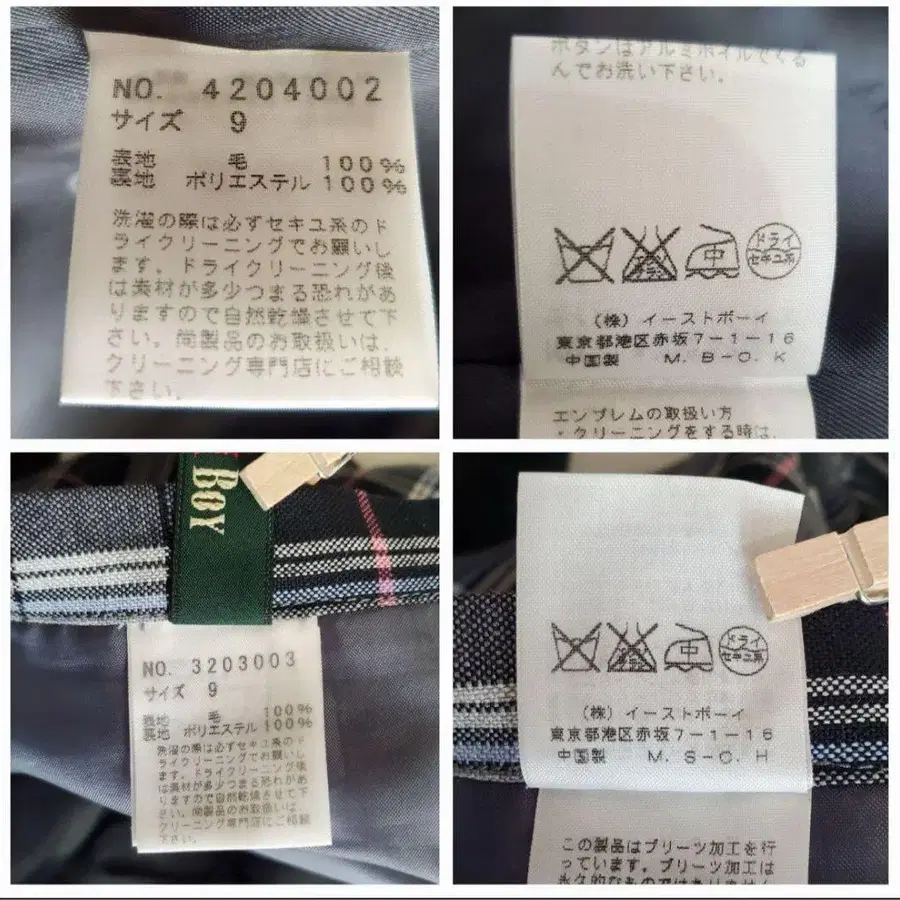 NO. 4204002
サイズ 9
表地 毛 100%
裏地 ポリエステル 100%
洗濯の際は必ずセキユ系のド
ライクリーニングでお願いし
ます。ドライクリーニング後
は素材が多少つまる恐れがあ
りますので自然乾燥させて下
さい。尚製品のお取扱いは、
クリーニング専門店にご相談
下さい。
ボタンはアルミホイルでくる
んでお洗い下さい。
中 ドライ
セキユ系
(株)イーストボーイ
東京都港区赤坂7-1-16
中国製 M.B-O.K
エンブレムの取扱い方
・クリーニングをする時は、
BOY
NO. 3203003
サイズ 9
表地 毛 100%
裏地 ポリエステル 100%
洗濯の際は必ずセキユ系のド
ライクリーニングでお願いし
ます。ドライクリーニング後
は素材が多少つまる恐れがあ
りますので自然乾燥させて下
さい。尚製品のお取扱いは、
クリーニング専門店にご相談
下さい。
中 ドライ
セキユ系
(株)イーストボーイ
東京都港区赤坂7-1-16
中国製 M.S-O.H
この製品はプリーツ加工を行
っています。プリーツ加工は
永久的なものではありません